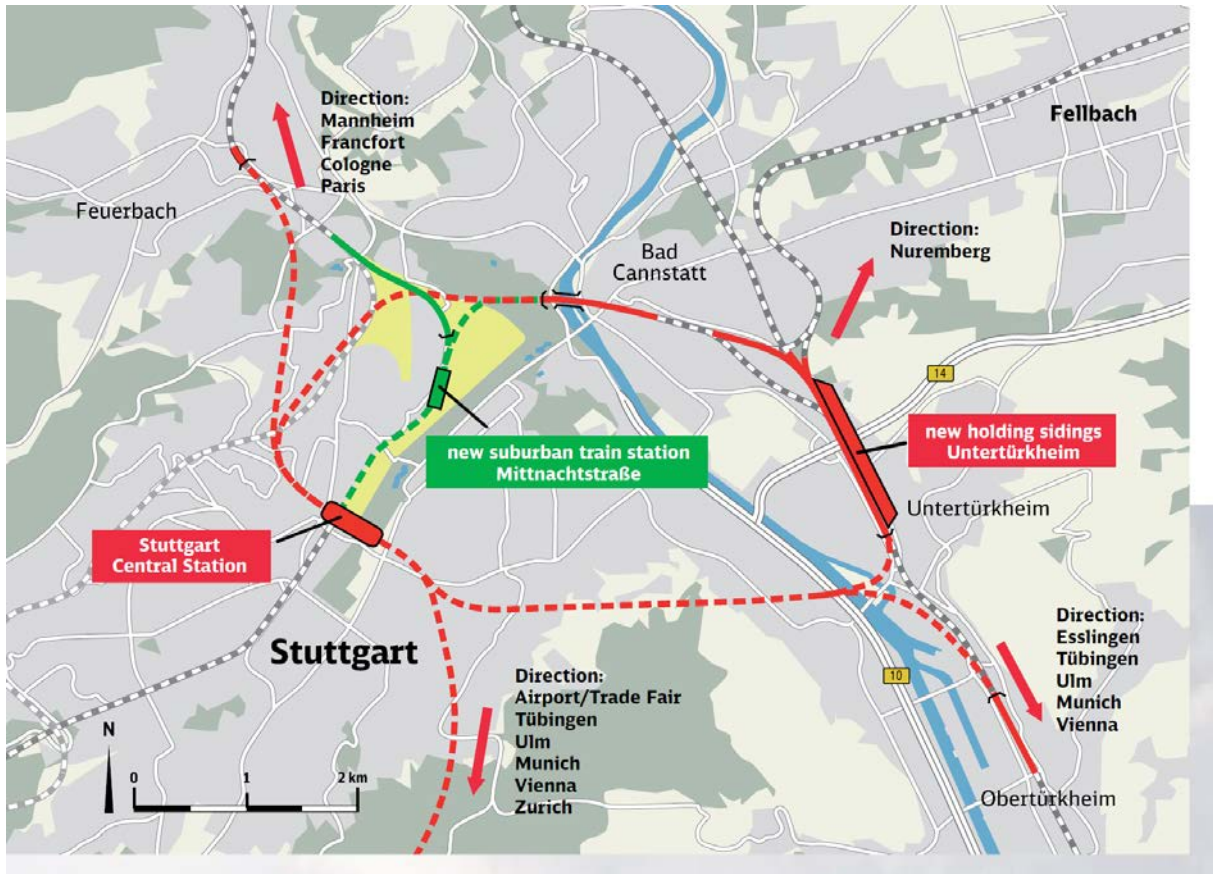 Direction:
Mannheim
Francfort
Cologne
Paris
Fellbach
Feuerbach
Bad
Cannstatt
Direction:
Nuremberg
14
new suburban train station
Mittnachtstraße
new holding sidings
Untertürkheim
Untertürkheim
Stuttgart
Central Station
Stuttgart
Direction:
Airport/Trade Fair
Tübingen
Ulm
Munich
Vienna
Zurich
10
Direction:
Esslingen
Tübingen
Ulm
Munich
Vienna
N
0 1 2 km
Obertürkheim